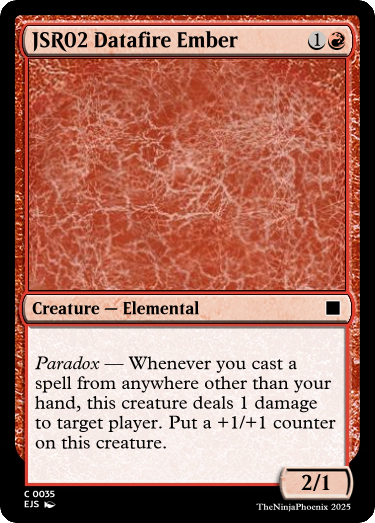 JSR02 Datafire Ember 1
Creature — Elemental
Paradox — Whenever you cast a
spell from anywhere other than your
hand, this creature deals 1 damage
to target player. Put a +1/+1 counter
on this creature.
2/1
C 0035
EJS
TheNinjaPhoenix 2025